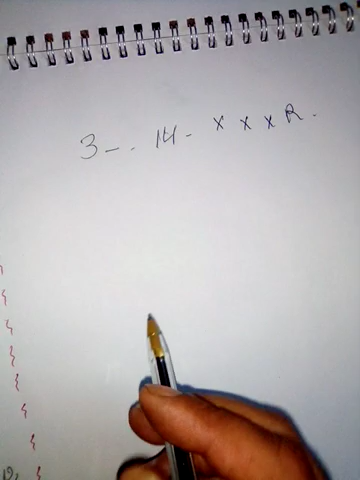 3 - . 14 - x x x R .